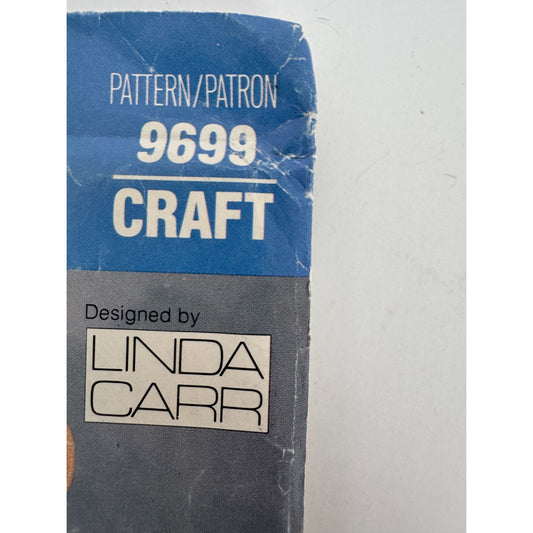 PATTERN/PATRON
9699
CRAFT
Designed by
LINDA
CARR